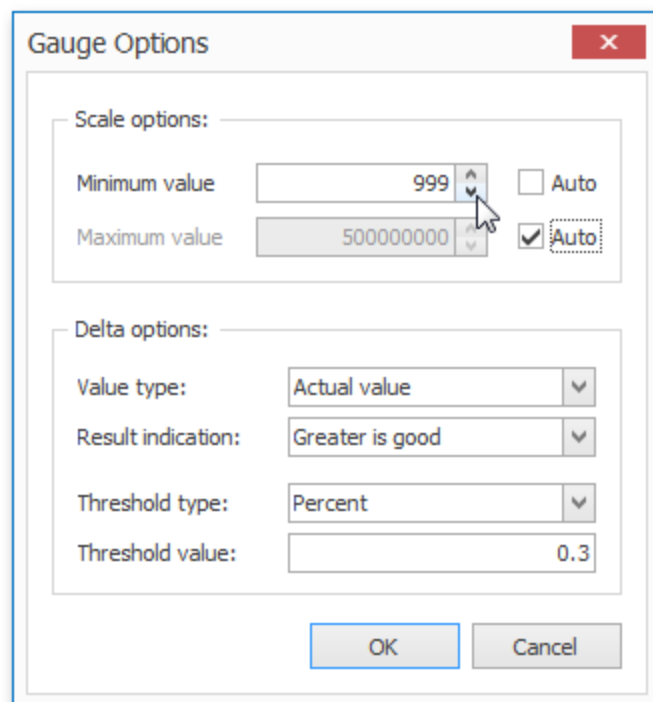 Gauge Options
Scale options:
Minimum value 999 Auto
Maximum value 500000000 Auto
Delta options:
Value type: Actual value
Result indication: Greater is good
Threshold type: Percent
Threshold value: 0.3
OK Cancel